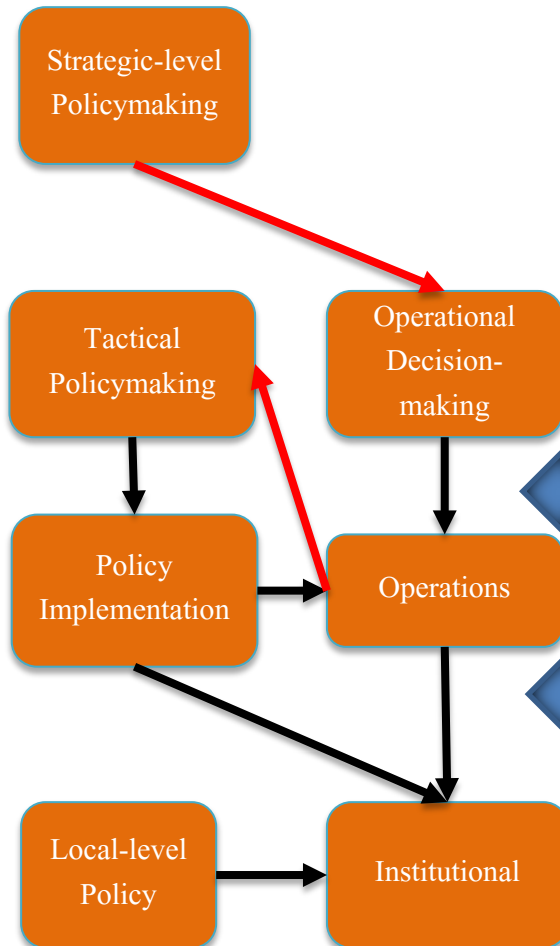 Strategic-level
Policymaking
Tactical
Policymaking
Operational
Decision-
making
Policy
Implementation
Operations
Local-level
Policy
Institutional